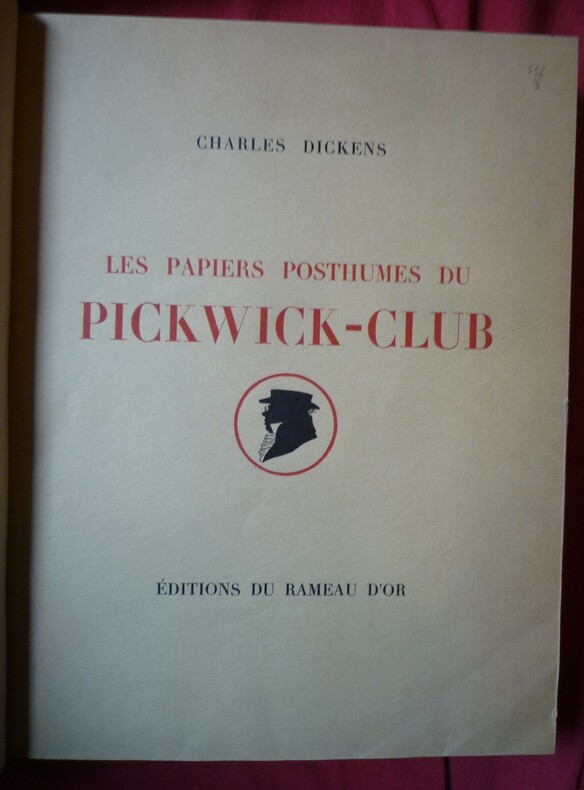 CHARLES DICKENS
LES PAPIERS POSTHUMES DU
PICKWICK-CLUB
ÉDITIONS DU RAMEAU D'OR